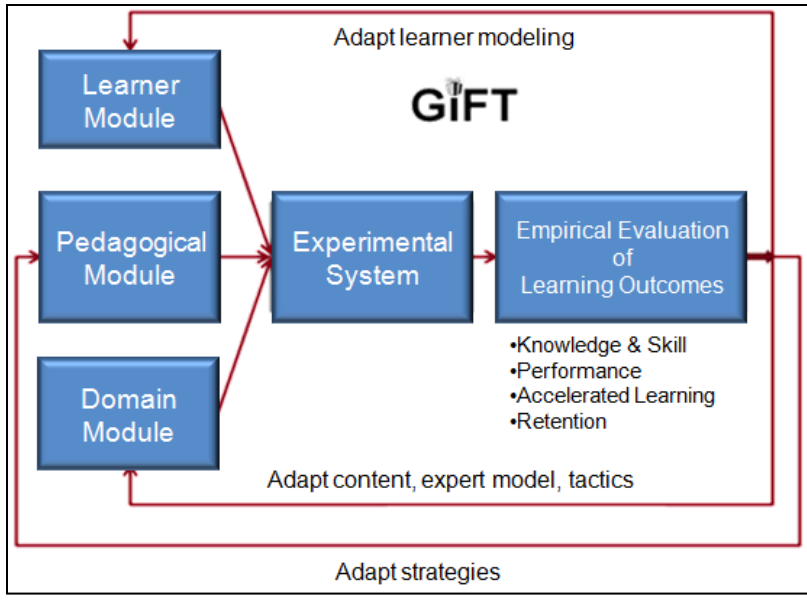 Adapt learner modeling
Learner
Module
GiFT
Pedagogical
Module
Experimental
System
Empirical Evaluation
of
Learning Outcomes
•Knowledge & Skill
•Performance
•Accelerated Learning
•Retention
Domain
Module
Adapt content, expert model, tactics
Adapt strategies